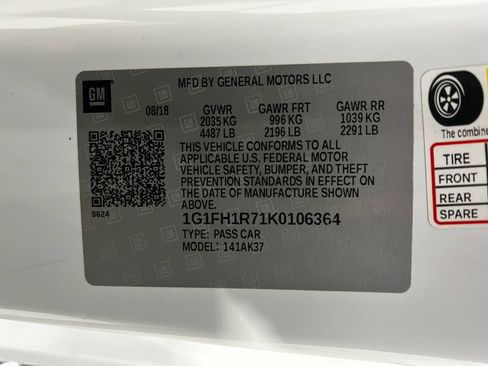 GM
MFD BY GENERAL MOTORS LLC
08/18 GVWR GAWR FRT GAWR RR
2035 KG 996 KG 1039 KG
4487 LB 2196 LB 2291 LB
THIS VEHICLE CONFORMS TO ALL
APPLICABLE U.S. FEDERAL MOTOR
VEHICLE SAFETY, BUMPER, AND THEFT
PREVENTION STANDARDS IN EFFECT ON
THE DATE OF MANUFACTURE SHOWN
ABOVE.
8624
1G1FH1R71K0106364
TYPE: PASS CAR
MODEL: 141AK37
The combine
TIRE
FRONT
REAR
SPARE